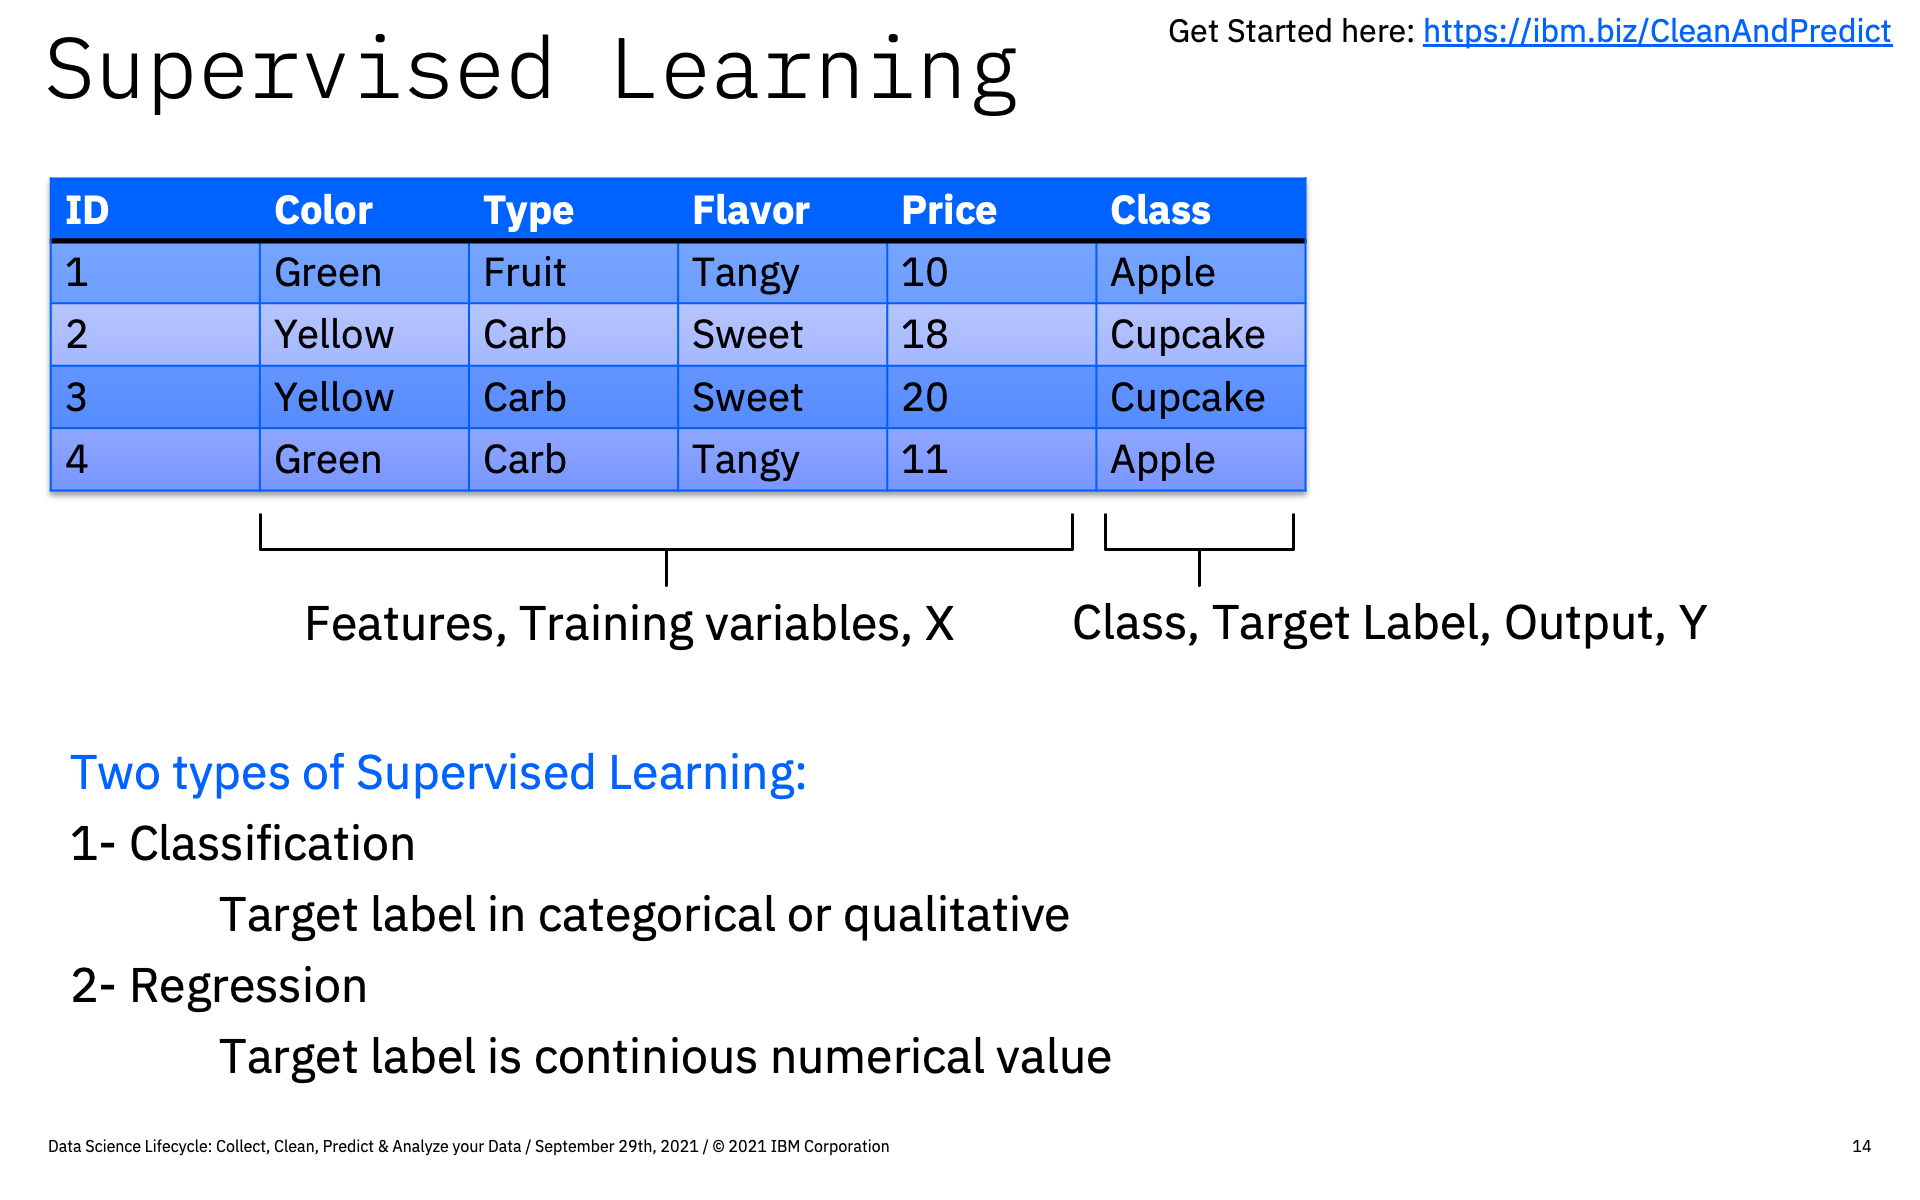 Supervised Learning
Get Started here: https://ibm.biz/CleanAndPredict
ID Color Type Flavor Price Class
1 Green Fruit Tangy 10 Apple
2 Yellow Carb Sweet 18 Cupcake
3 Yellow Carb Sweet 20 Cupcake
4 Green Carb Tangy 11 Apple
Features, Training variables, X
Class, Target Label, Output, Y
Two types of Supervised Learning:
1- Classification
Target label in categorical or qualitative
2- Regression
Target label is continious numerical value
Data Science Lifecycle: Collect, Clean, Predict & Analyze your Data / September 29th, 2021 / © 2021 IBM Corporation
14